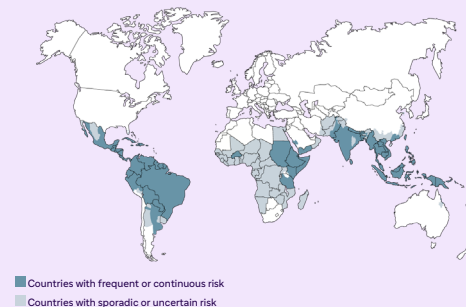 Countries with frequent or continuous risk
Countries with sporadic or uncertain risk